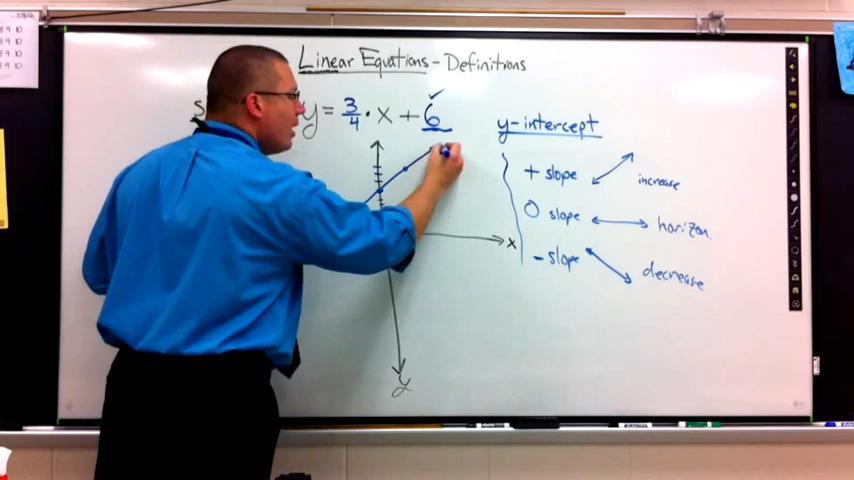 Linear Equations - Definitions
S
y = 3/4 • x + 6
y-intercept
+ slope increase
0 slope horizon.
- slope decrease
x
y